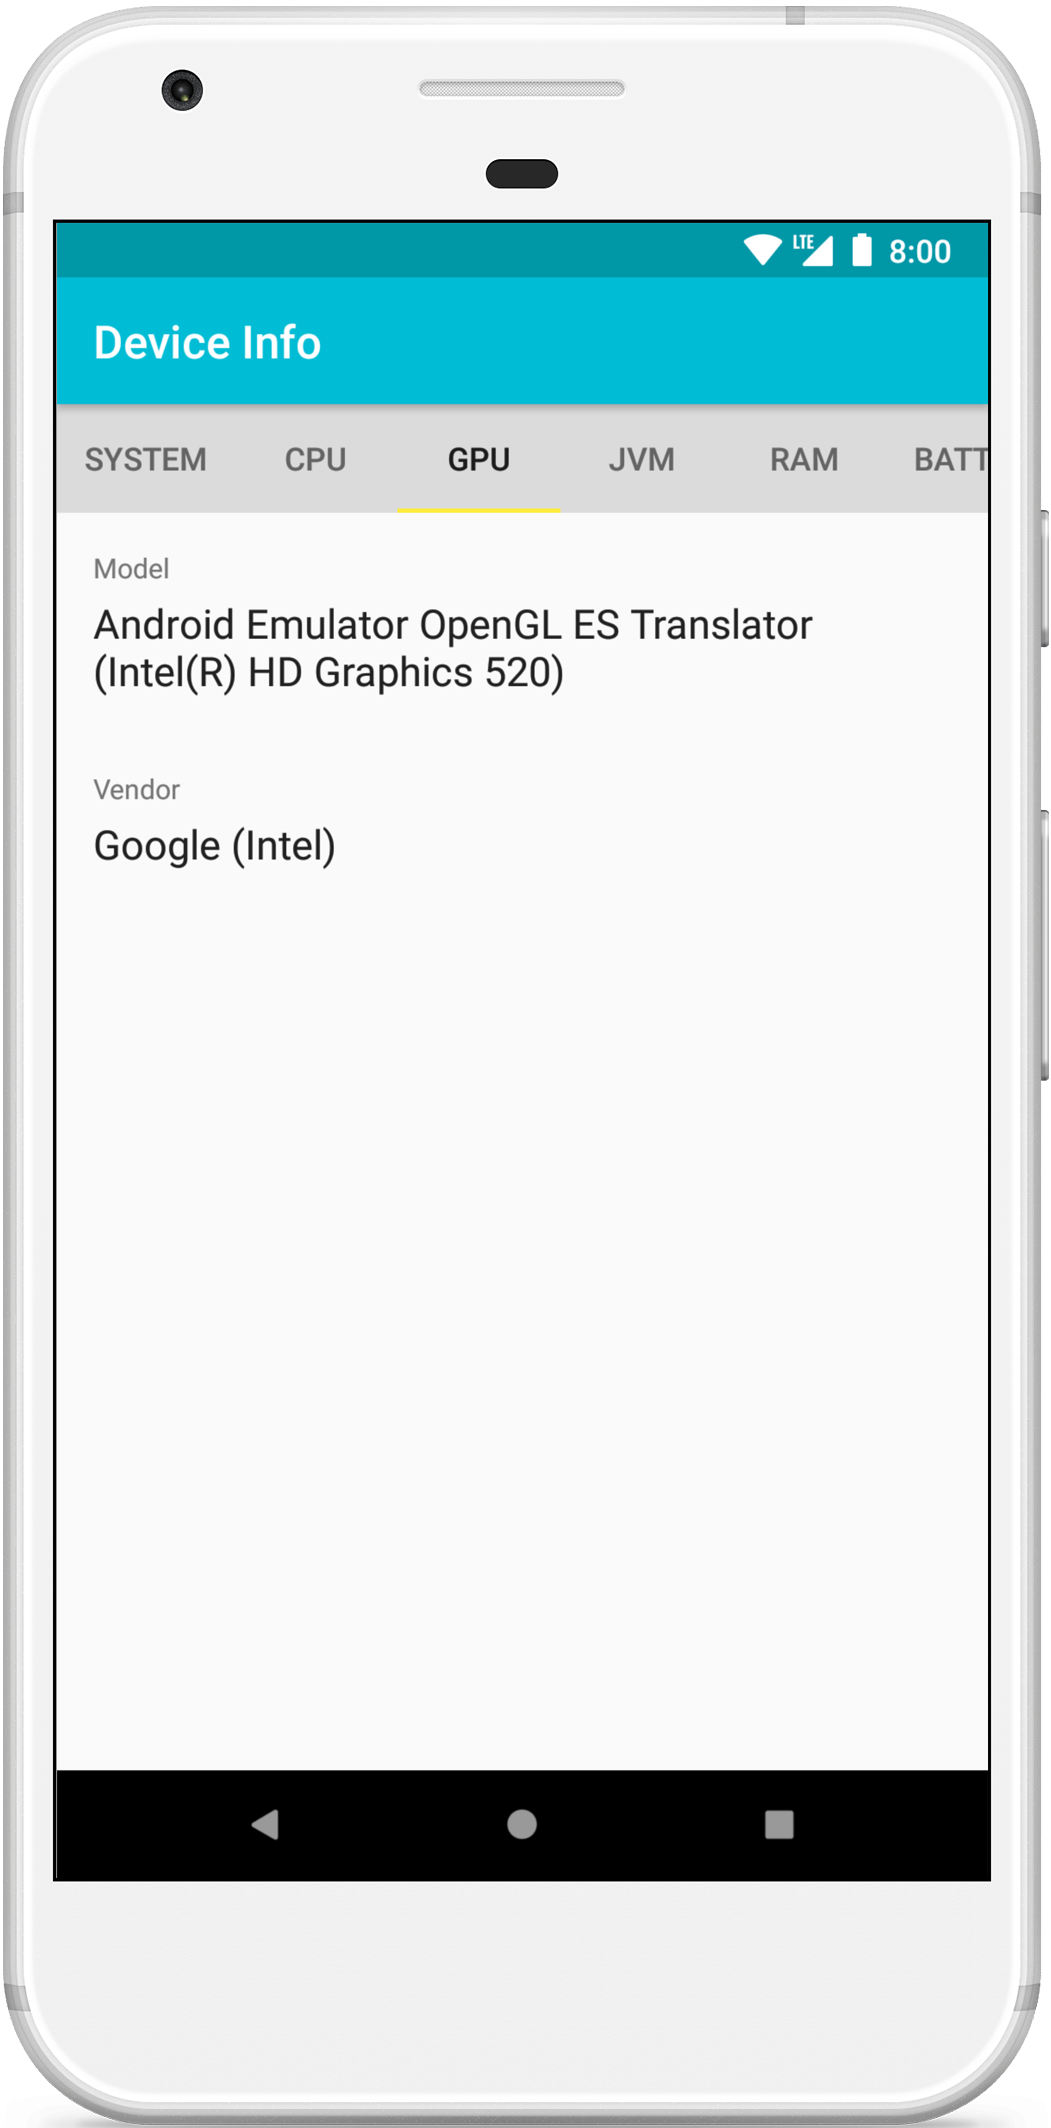 LTE 8:00
Device Info
SYSTEM CPU GPU JVM RAM BATT
Model
Android Emulator OpenGL ES Translator
(Intel(R) HD Graphics 520)
Vendor
Google (Intel)